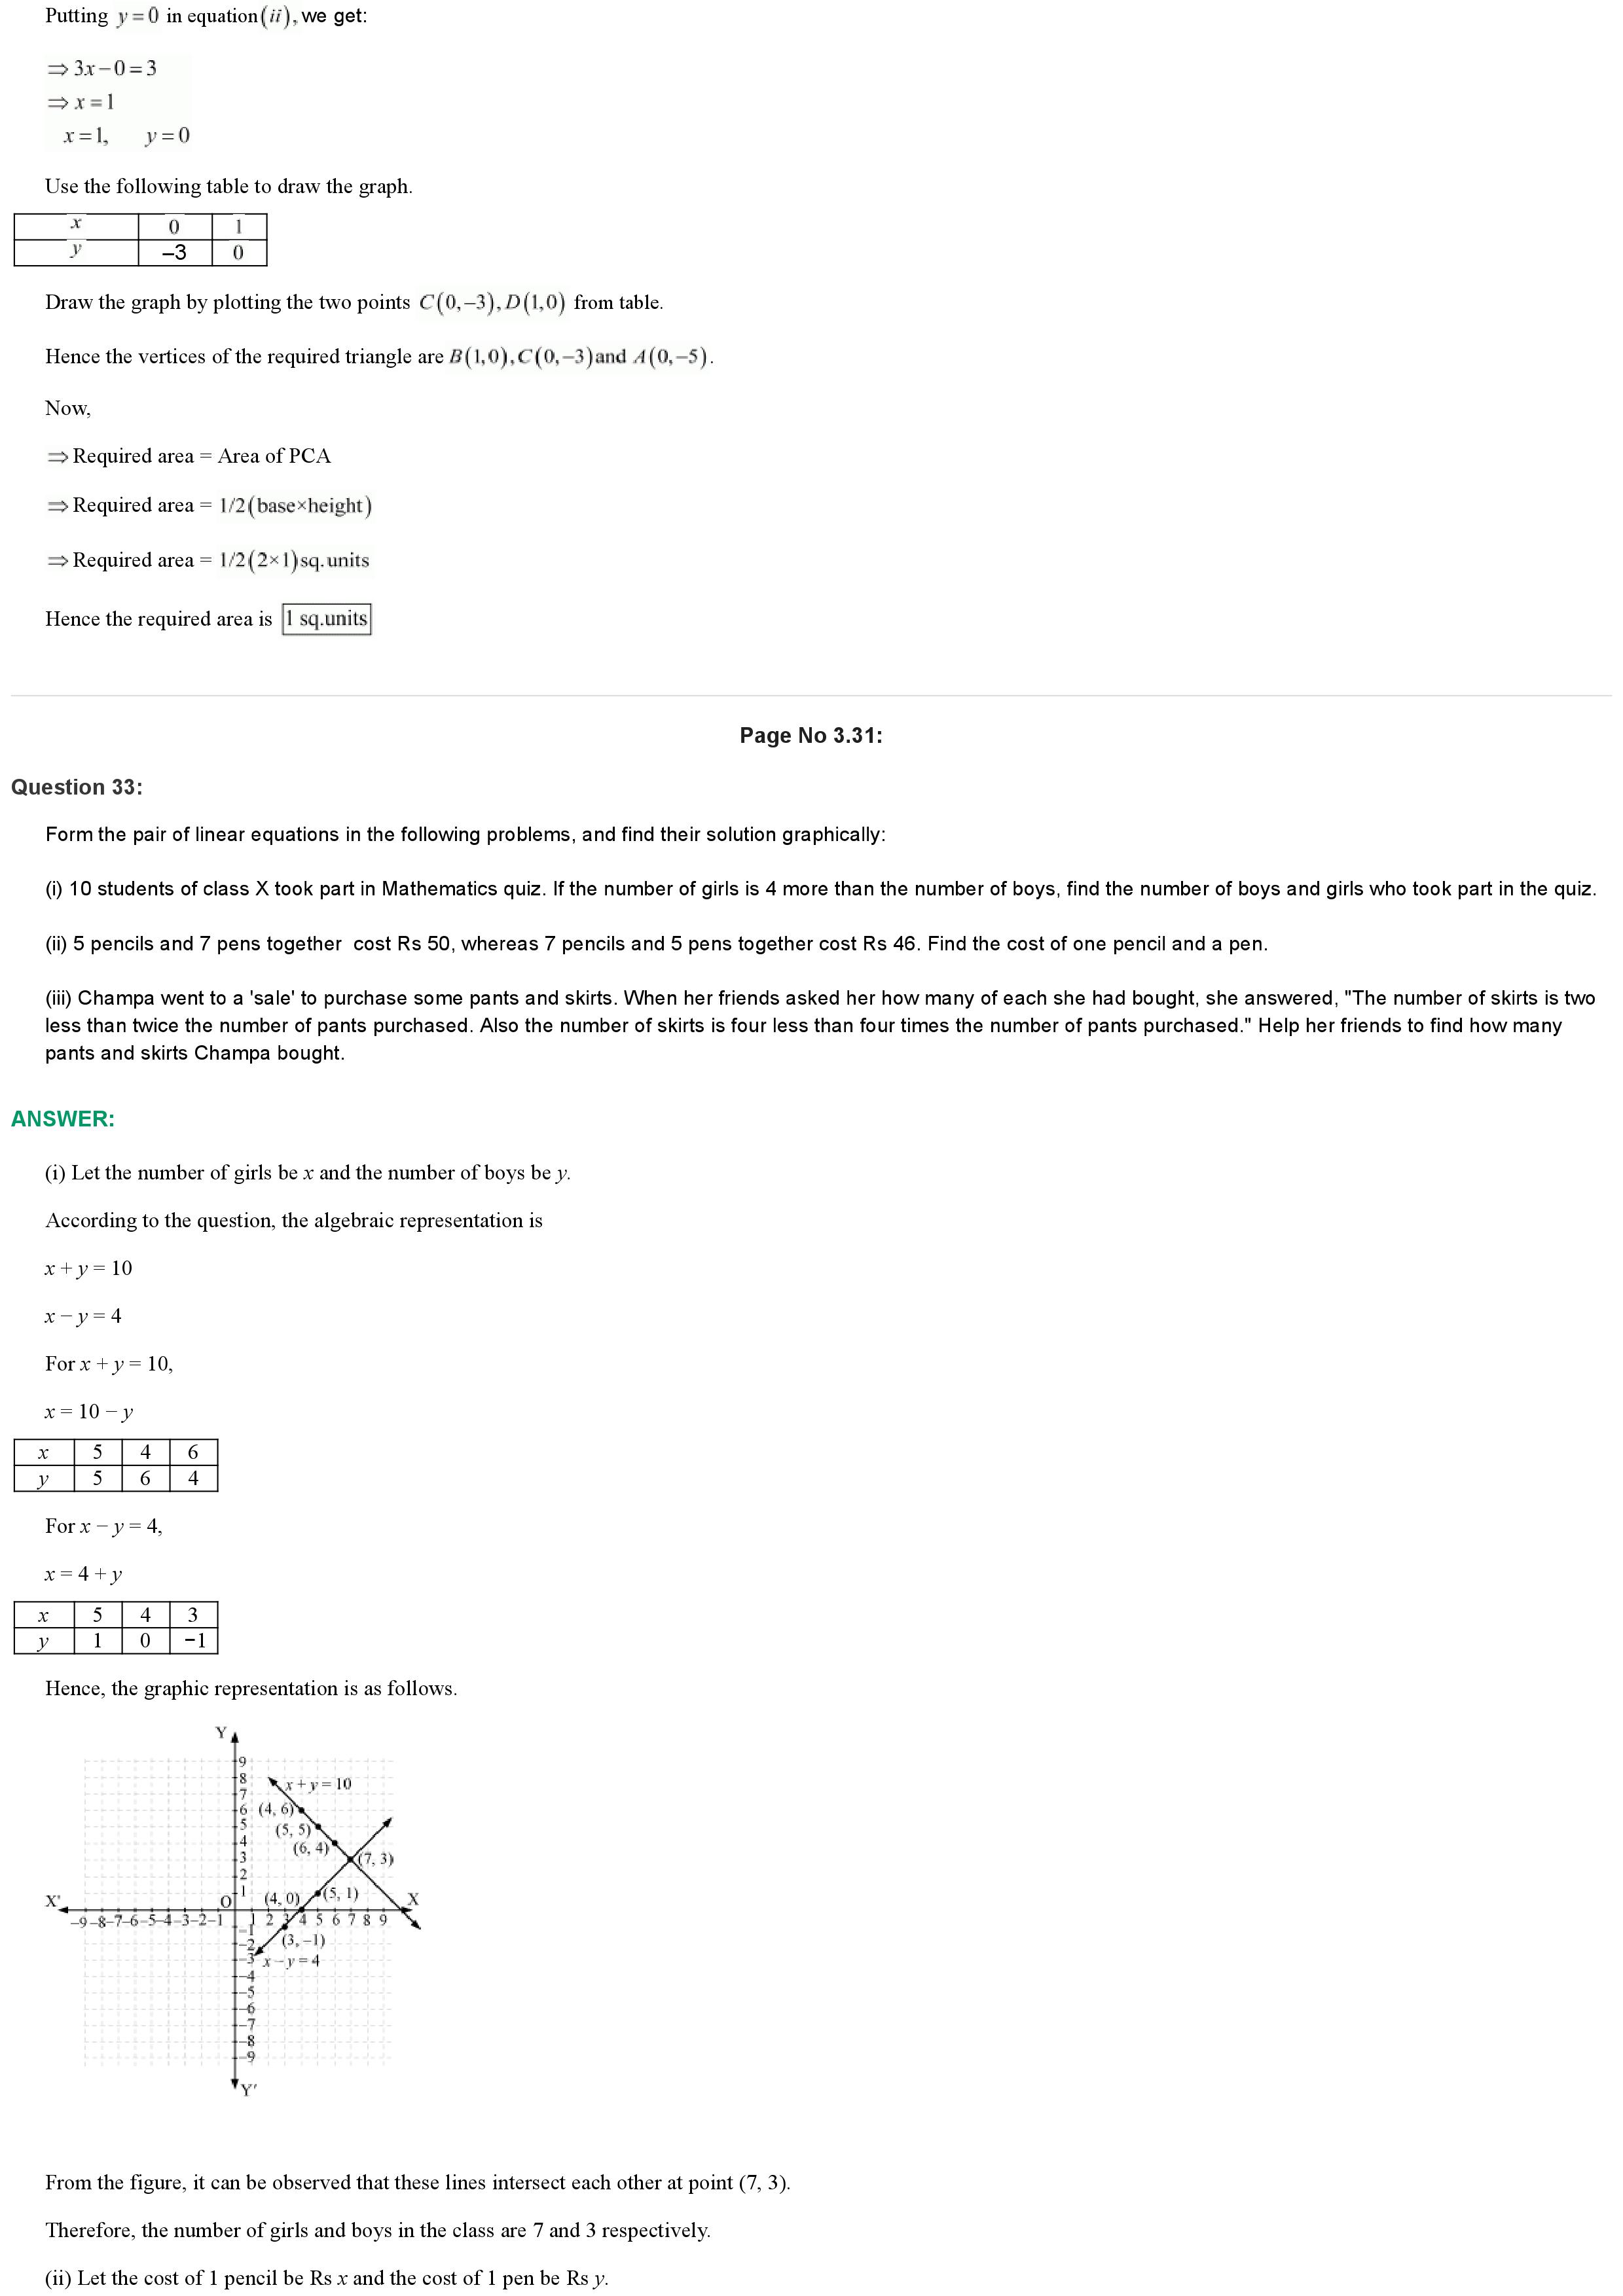 Putting y = 0 in equation (ii), we get:
⇒ 3x − 0 = 3
⇒ x = 1
x = 1, y = 0
Use the following table to draw the graph.
x 0 1
y −3 0
Draw the graph by plotting the two points C(0,−3), D(1,0) from table.
Hence the vertices of the required triangle are B(1,0), C(0,−3) and A(0,−5).
Now,
⇒ Required area = Area of PCA
⇒ Required area = 1/2(base×height)
⇒ Required area = 1/2(2×1) sq.units
Hence the required area is 1 sq.units
Page No 3.31:
Question 33:
Form the pair of linear equations in the following problems, and find their solution graphically:
(i) 10 students of class X took part in Mathematics quiz. If the number of girls is 4 more than the number of boys, find the number of boys and girls who took part in the quiz.
(ii) 5 pencils and 7 pens together cost Rs 50, whereas 7 pencils and 5 pens together cost Rs 46. Find the cost of one pencil and a pen.
(iii) Champa went to a 'sale' to purchase some pants and skirts. When her friends asked her how many of each she had bought, she answered, "The number of skirts is two
less than twice the number of pants purchased. Also the number of skirts is four less than four times the number of pants purchased." Help her friends to find how many
pants and skirts Champa bought.
ANSWER:
(i) Let the number of girls be x and the number of boys be y.
According to the question, the algebraic representation is
x + y = 10
x − y = 4
For x + y = 10,
x = 10 − y
x 5 4 6
y 5 6 4
For x − y = 4,
x = 4 + y
x 5 4 3
y 1 0 −1
Hence, the graphic representation is as follows.
Y
9
8
x + y = 10
7
6 (4, 6)
5 (5, 5)
4 (6, 4)
3 (7, 3)
2
1 (4, 0) (5, 1)
X' O X
−9 −8 −7 −6 −5 −4 −3 −2 −1 1 2 3 4 5 6 7 8 9
−1
−2 (3, −1)
−3 x − y = 4
−4
−5
−6
−7
−8
−9
Y'
From the figure, it can be observed that these lines intersect each other at point (7, 3).
Therefore, the number of girls and boys in the class are 7 and 3 respectively.
(ii) Let the cost of 1 pencil be Rs x and the cost of 1 pen be Rs y.